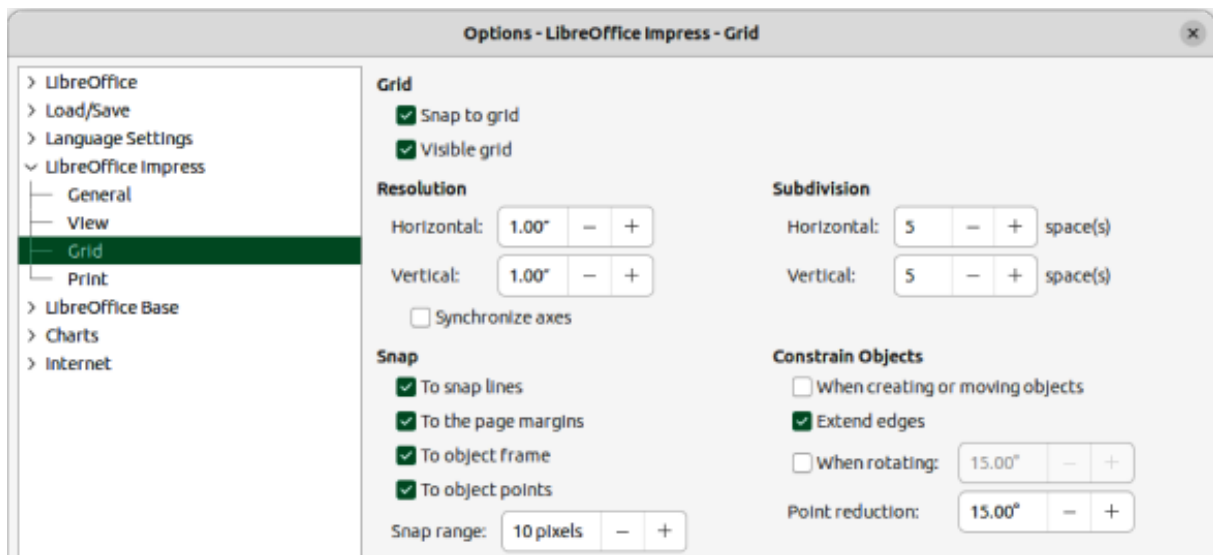 Options - LibreOffice Impress - Grid
LibreOffice
Load/Save
Language Settings
LibreOffice Impress
General
View
Grid
Print
LibreOffice Base
Charts
Internet
Grid
Snap to grid
Visible grid
Resolution
Horizontal: 1.00″
Vertical: 1.00″
Synchronize axes
Subdivision
Horizontal: 5 space(s)
Vertical: 5 space(s)
Snap
To snap lines
To the page margins
To object frame
To object points
Snap range: 10 pixels
Constrain Objects
When creating or moving objects
Extend edges
When rotating: 15.00°
Point reduction: 15.00°